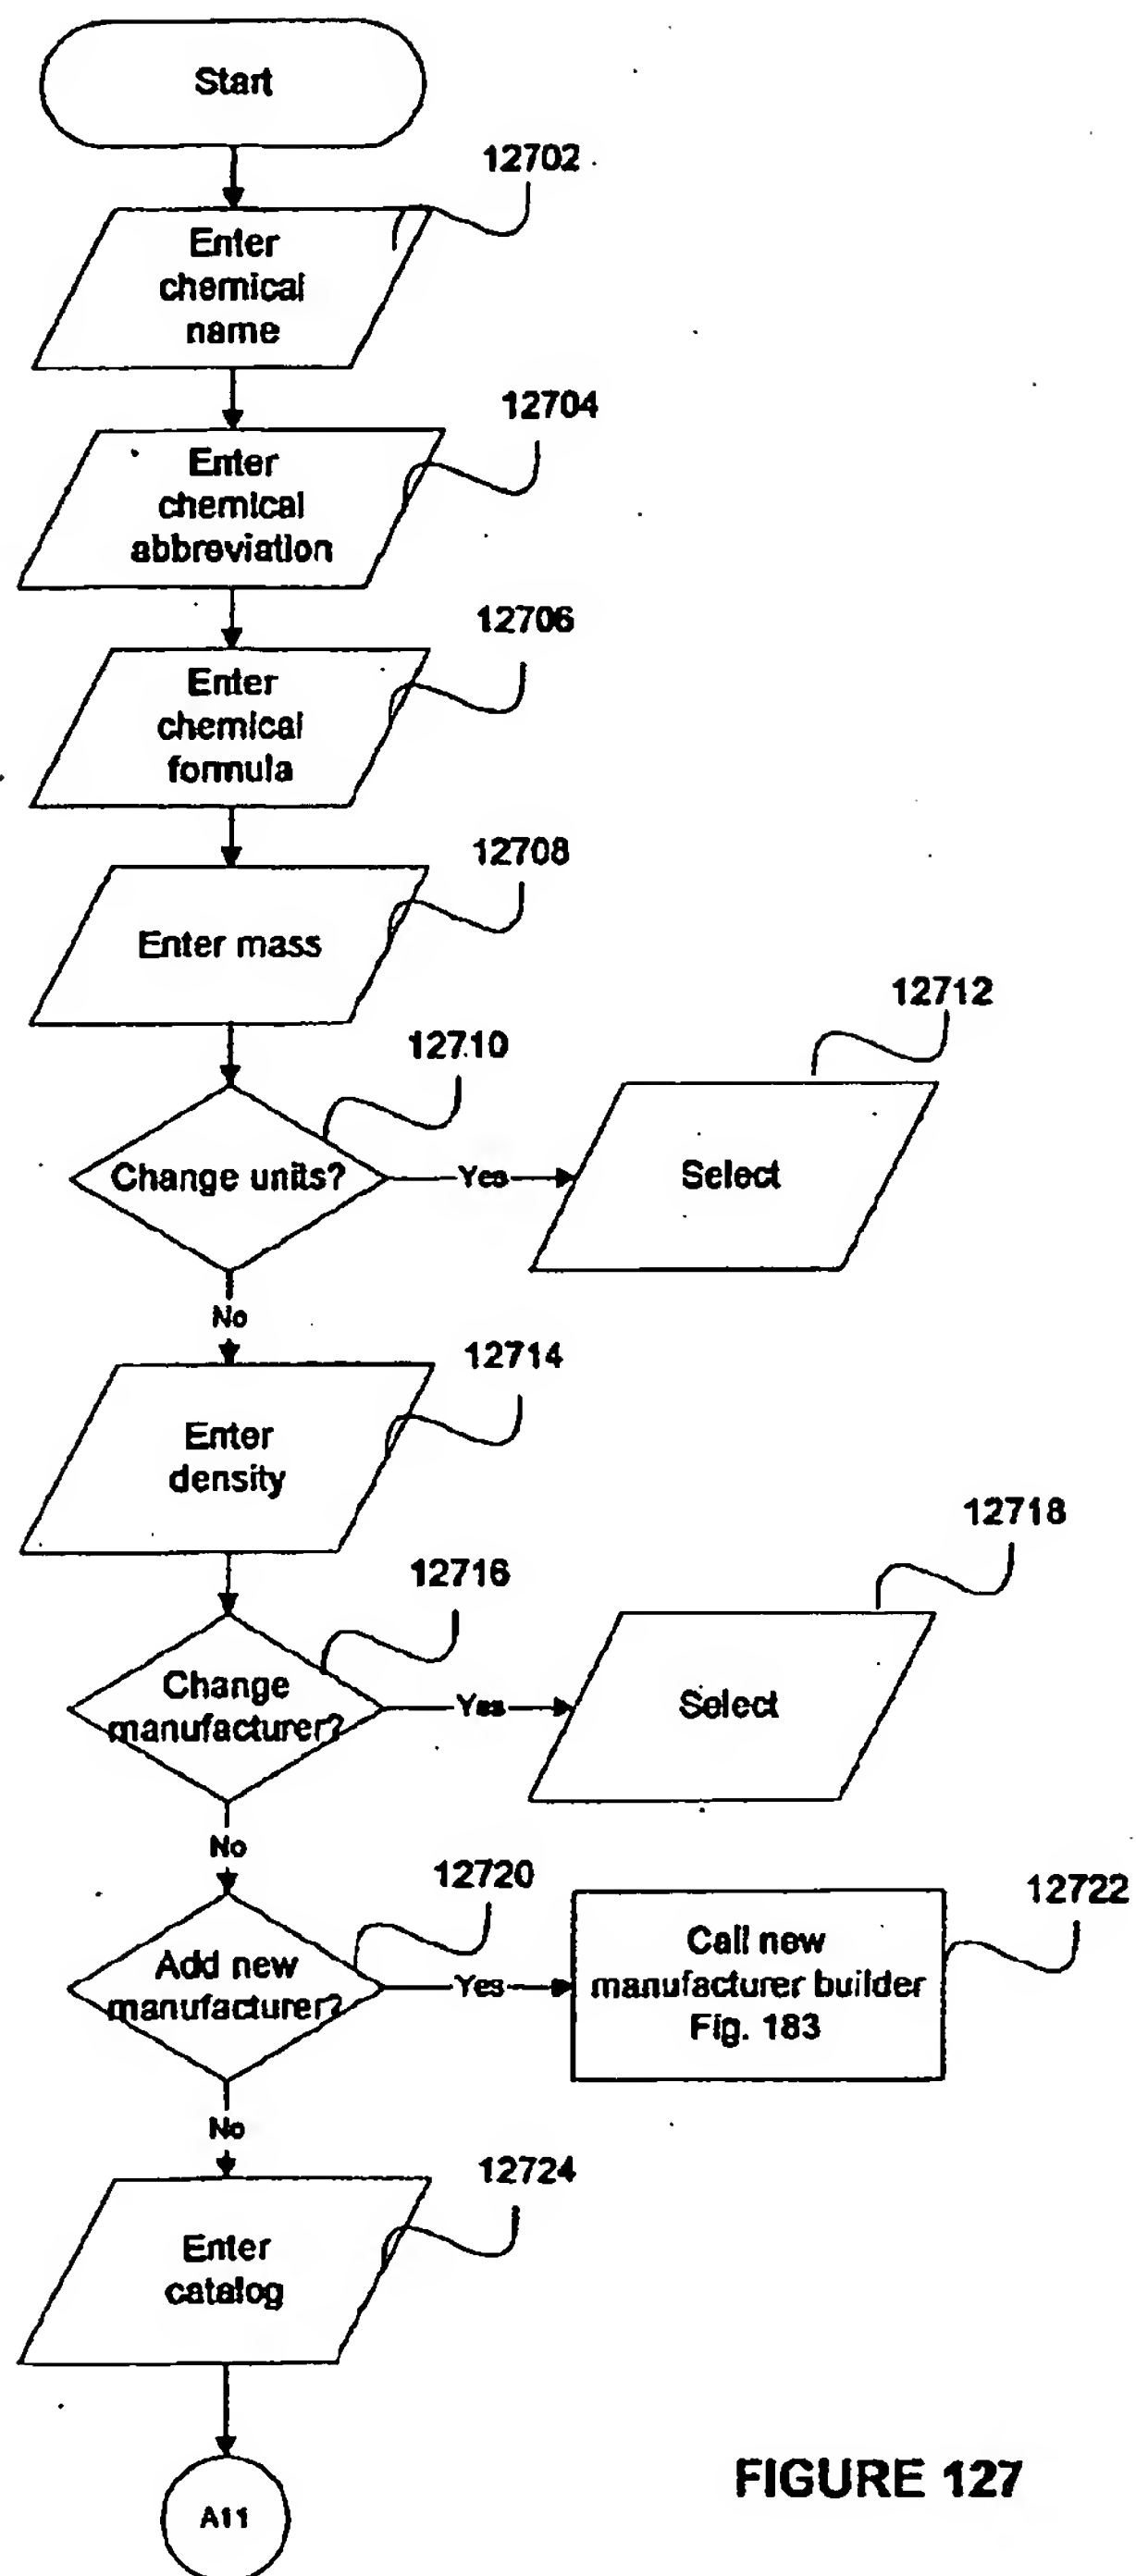 Start
12702
Enter
chemical
name
12704
Enter
chemical
abbreviation
12706
Enter
chemical
formula
12708
Enter mass
12710
12712
Change units?
Yes
Select
No
12714
Enter
density
12716
12718
Change
manufacturer?
Yes
Select
No
12720
12722
Add new
manufacturer?
Yes
Call new
manufacturer builder
Fig. 183
No
12724
Enter
catalog
A11
FIGURE 127